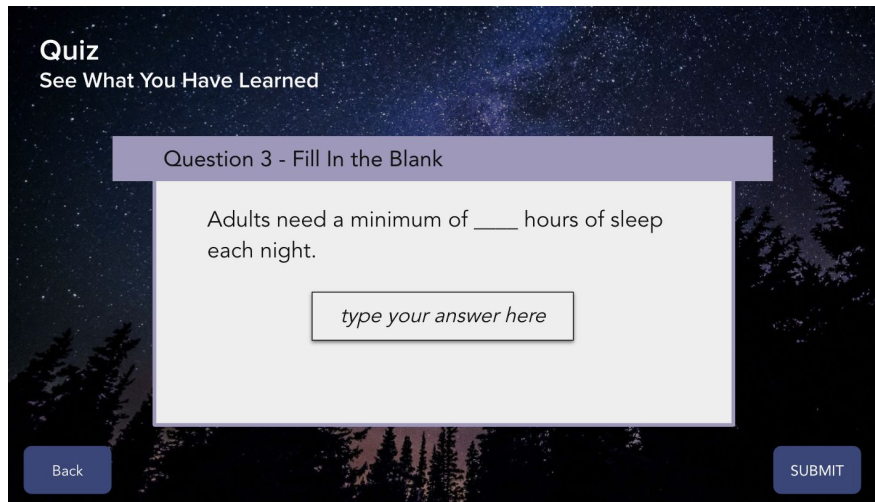 Quiz
See What You Have Learned
Question 3 - Fill In the Blank
Adults need a minimum of ____ hours of sleep
each night.
type your answer here
Back
SUBMIT